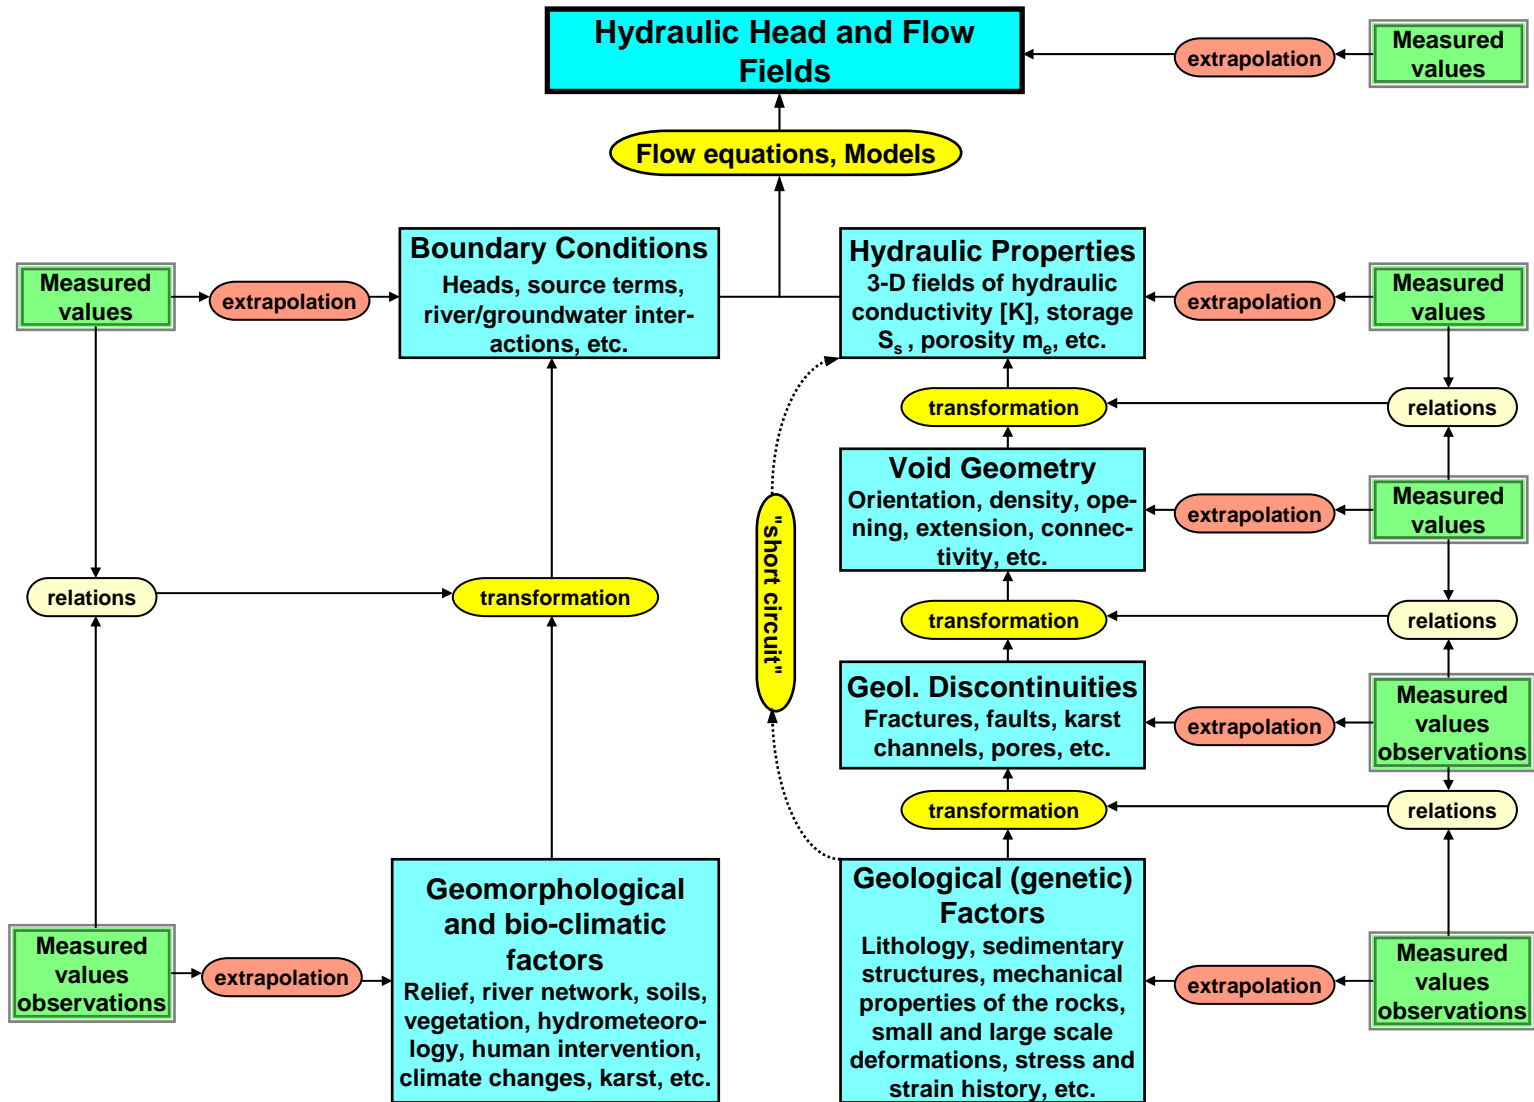 Hydraulic Head and Flow
Fields
extrapolation
Measured
values
Flow equations, Models
Measured
values
extrapolation
Boundary Conditions
Heads, source terms,
river/groundwater inter-
actions, etc.
Hydraulic Properties
3-D fields of hydraulic
conductivity [K], storage
Ss , porosity me, etc.
extrapolation
Measured
values
transformation
relations
Void Geometry
Orientation, density, ope-
ning, extension, connec-
tivity, etc.
extrapolation
Measured
values
"short circuit"
relations
transformation
transformation
relations
Geol. Discontinuities
Fractures, faults, karst
channels, pores, etc.
extrapolation
Measured
values
observations
transformation
relations
Measured
values
observations
extrapolation
Geomorphological
and bio-climatic
factors
Relief, river network, soils,
vegetation, hydrometeoro-
logy, human intervention,
climate changes, karst, etc.
Geological (genetic)
Factors
Lithology, sedimentary
structures, mechanical
properties of the rocks,
small and large scale
deformations, stress and
strain history, etc.
extrapolation
Measured
values
observations